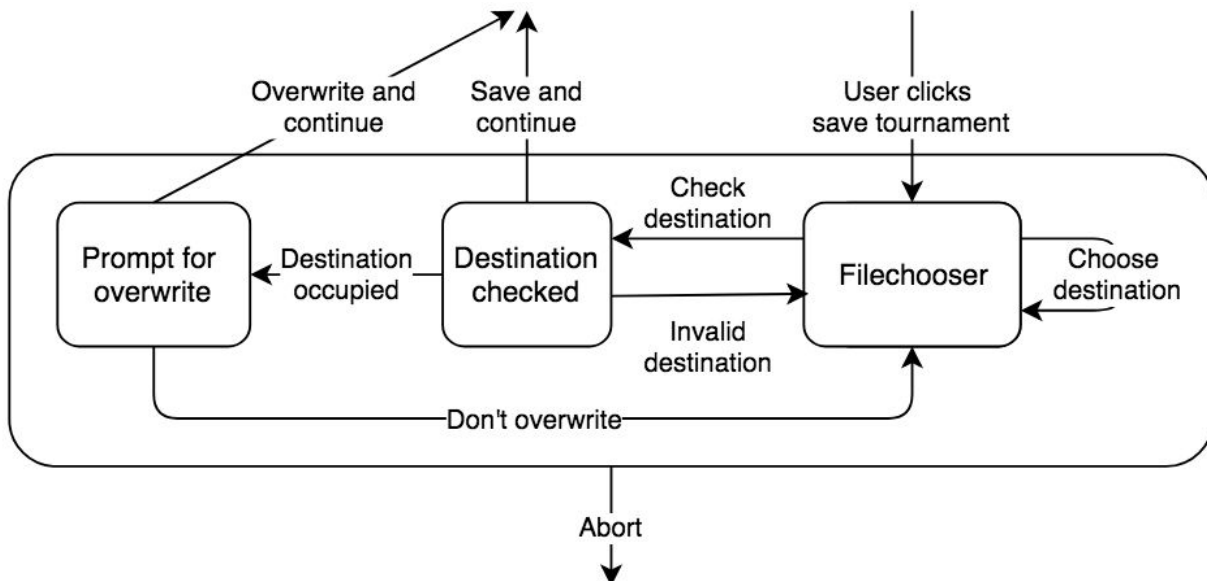 Overwrite and
continue
Save and
continue
User clicks
save tournament
Check
destination
Prompt for
overwrite
Destination
occupied
Destination
checked
Filechooser
Choose
destination
Invalid
destination
Don't overwrite
Abort